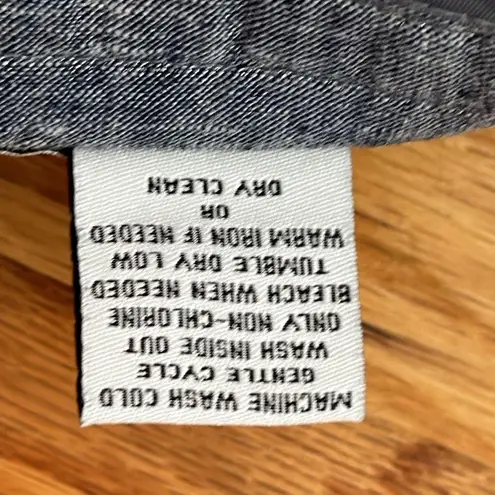 MACHINE WASH COLD
GENTLE CYCLE
WASH INSIDE OUT
ONLY NON-CHLORINE
BLEACH WHEN NEEDED
TUMBLE DRY LOW
WARM IRON IF NEEDED
OR
DRY CLEAN